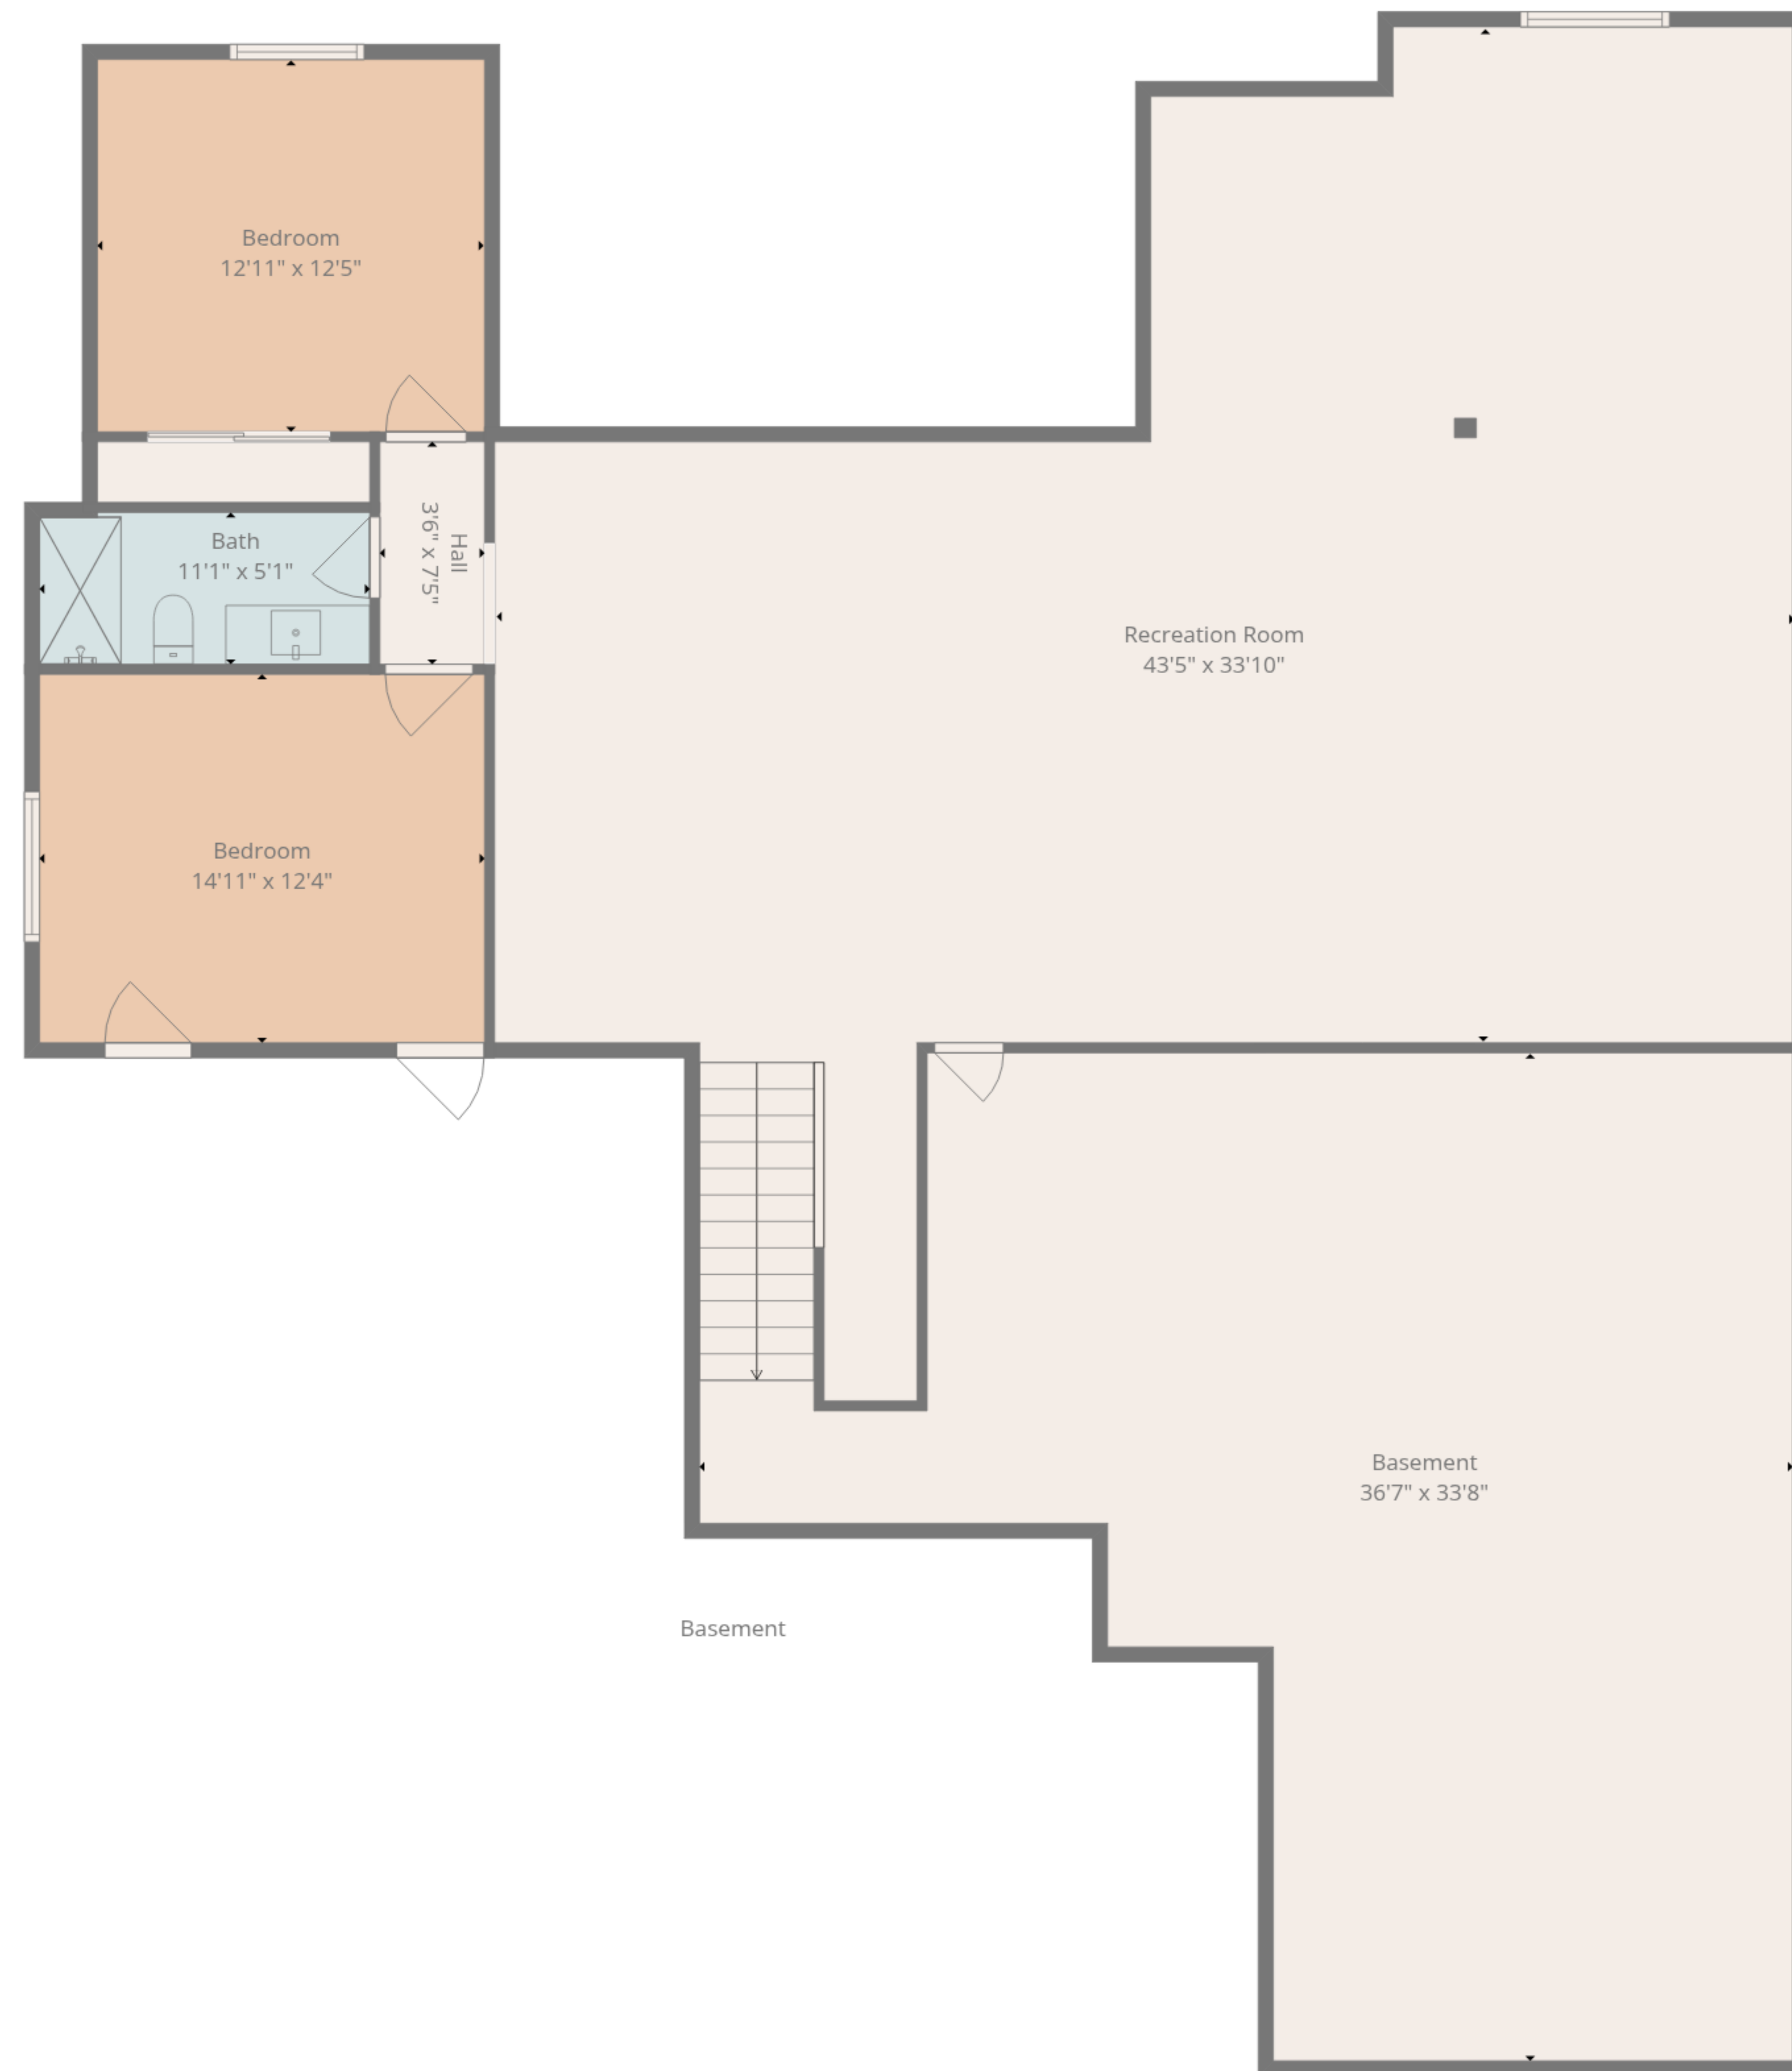 Bedroom
12'11" x 12'5"
Bath
11'1" x 5'1"
Hall
3'6" x 7'5"
Recreation Room
43'5" x 33'10"
Bedroom
14'11" x 12'4"
Basement
36'7" x 33'8"
Basement